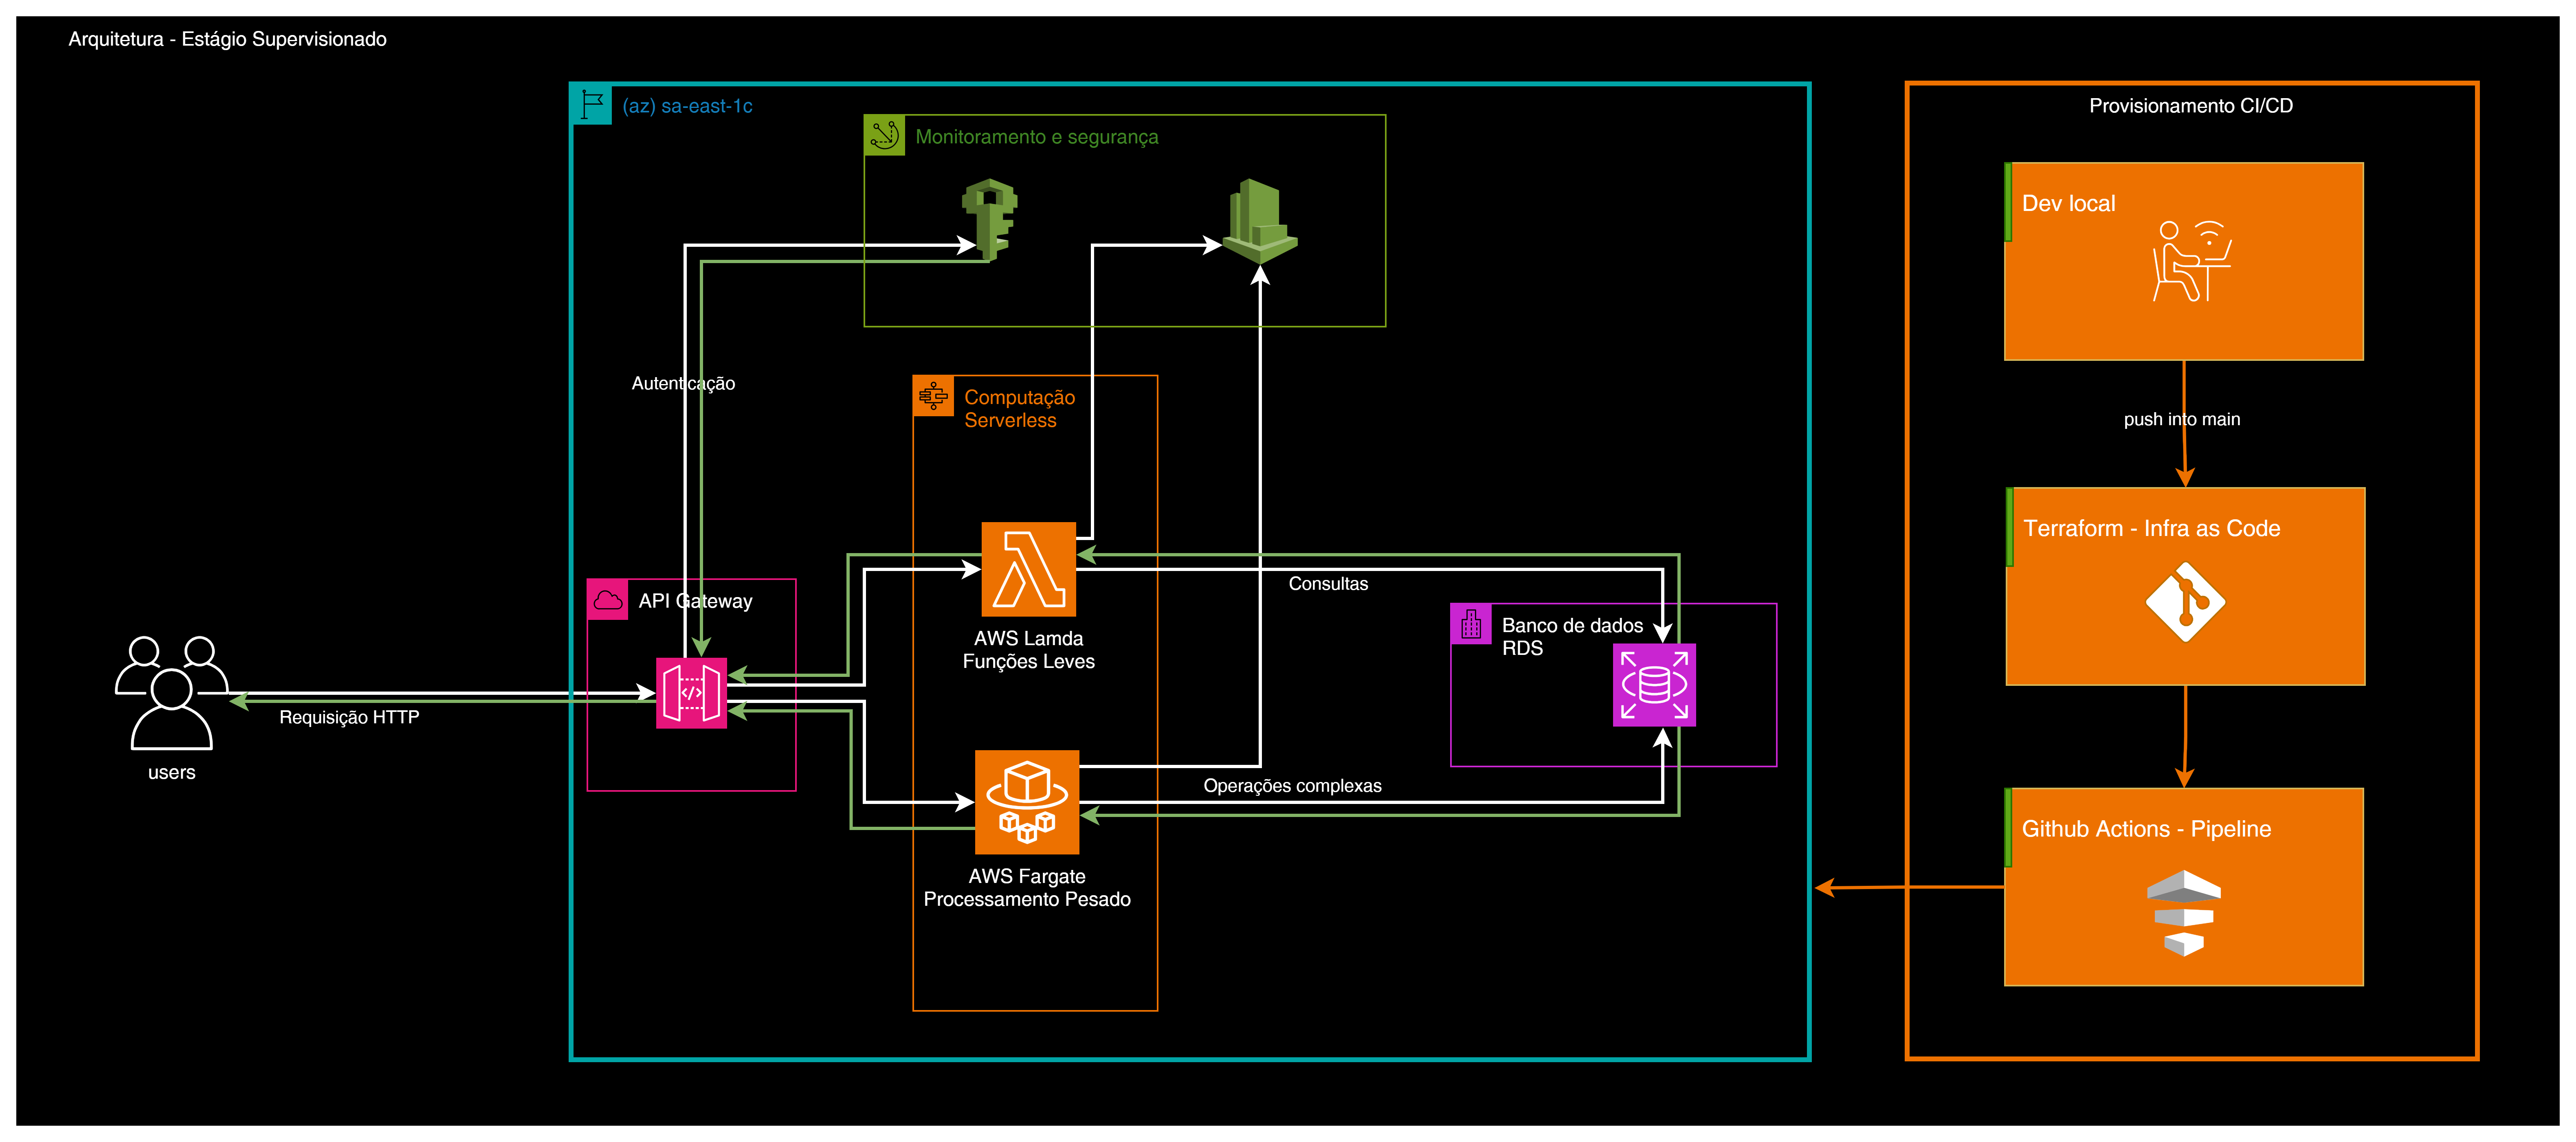 Arquitetura - Estágio Supervisionado
(az) sa-east-1c
Monitoramento e segurança
Autenticação
Computação
Serverless
API Gateway
AWS Lamda
Funções Leves
Consultas
Banco de dados
RDS
Requisição HTTP
users
Operações complexas
AWS Fargate
Processamento Pesado
Provisionamento CI/CD
Dev local
push into main
Terraform - Infra as Code
Github Actions - Pipeline